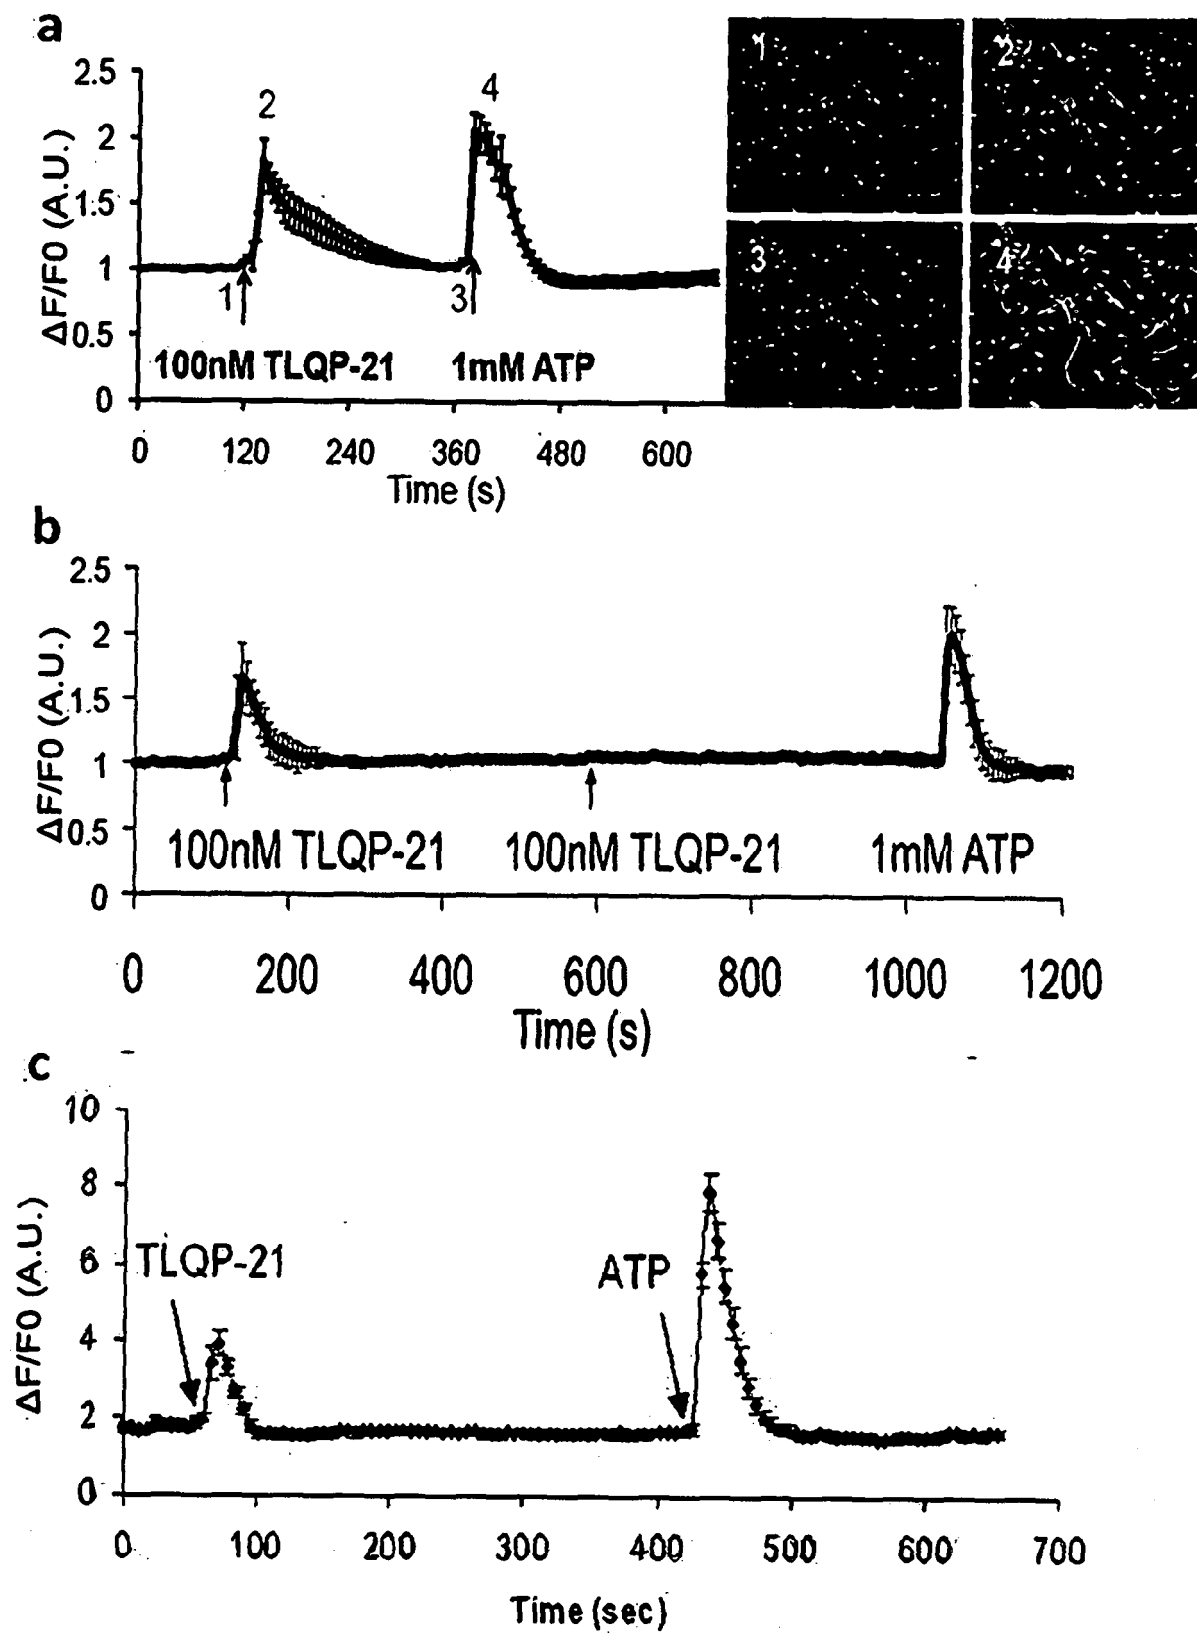 a
ΔF/F0 (A.U.)
2.5
2
1.5
1
0.5
0
2
4
1
3
100nM TLQP-21
1mM ATP
0 120 240 360 480 600
Time (s)
1
2
3
4
b
ΔF/F0 (A.U.)
2.5
2
1.5
1
0.5
0
100nM TLQP-21 100nM TLQP-21 1mM ATP
0 200 400 600 800 1000 1200
Time (s)
c
ΔF/F0 (A.U.)
10
8
6
4
2
0
TLQP-21
ATP
0 100 200 300 400 500 600 700
Time (sec)